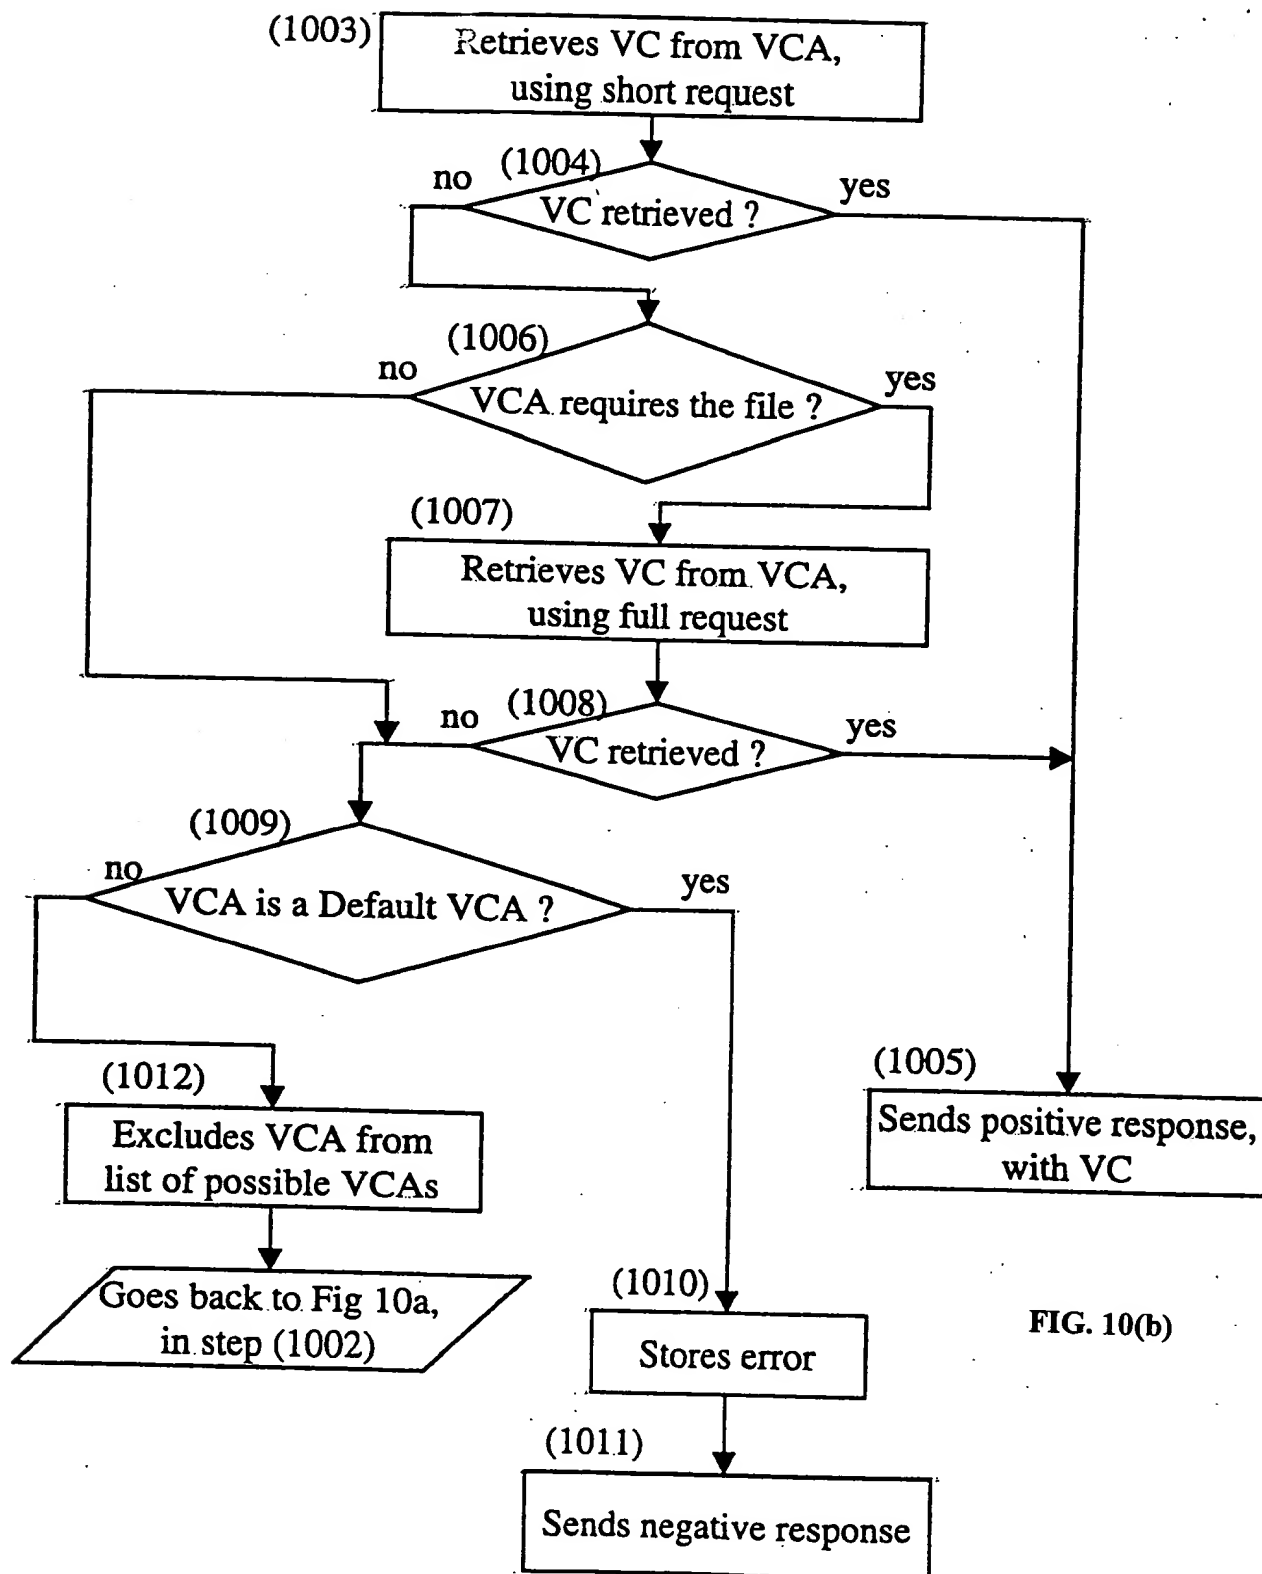 (1003)
Retrieves VC from VCA,
using short request
(1004)
no
yes
VC retrieved ?
(1006)
no
yes
VCA requires the file ?
(1007)
Retrieves VC from VCA,
using full request
(1008)
no
yes
VC retrieved ?
(1009)
no
yes
VCA is a Default VCA ?
(1012)
Excludes VCA from
list of possible VCAs
(1005)
Sends positive response,
with VC
Goes back to Fig 10a,
in step (1002)
(1010)
Stores error
FIG. 10(b)
(1011)
Sends negative response